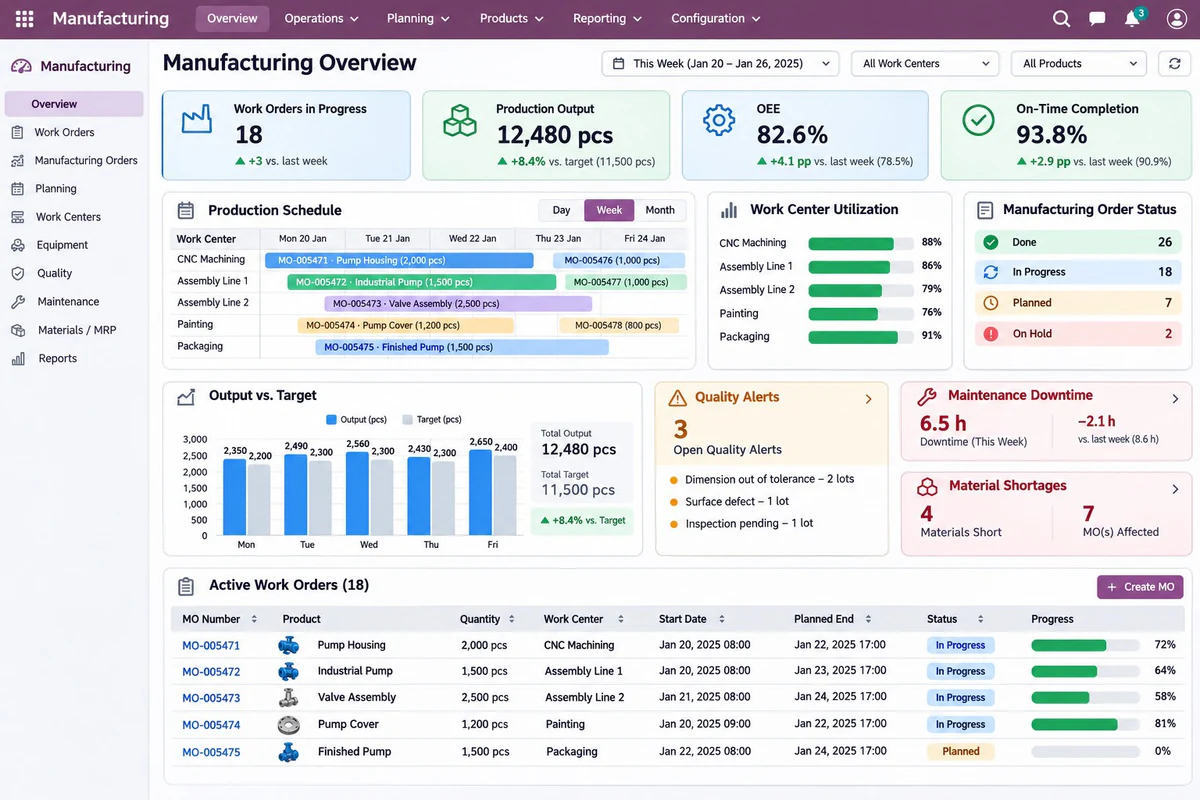 Manufacturing
Overview
Operations
Planning
Products
Reporting
Configuration
3
Manufacturing
Overview
Work Orders
Manufacturing Orders
Planning
Work Centers
Equipment
Quality
Maintenance
Materials / MRP
Reports
Manufacturing Overview
This Week (Jan 20 – Jan 26, 2025)
All Work Centers
All Products
Work Orders in Progress
18
+3 vs. last week
Production Output
12,480 pcs
+8.4% vs. target (11,500 pcs)
OEE
82.6%
+4.1 pp vs. last week (78.5%)
On-Time Completion
93.8%
+2.9 pp vs. last week (90.9%)
Production Schedule
Day Week Month
Work Center Mon 20 Jan Tue 21 Jan Wed 22 Jan Thu 23 Jan Fri 24 Jan
CNC Machining MO-005471 · Pump Housing (2,000 pcs) MO-005476 (1,000 pcs)
Assembly Line 1 MO-005472 · Industrial Pump (1,500 pcs) MO-005477 (1,000 pcs)
Assembly Line 2 MO-005473 · Valve Assembly (2,500 pcs)
Painting MO-005474 · Pump Cover (1,200 pcs) MO-005478 (800 pcs)
Packaging MO-005475 · Finished Pump (1,500 pcs)
Work Center Utilization
CNC Machining 88%
Assembly Line 1 86%
Assembly Line 2 79%
Painting 76%
Packaging 91%
Manufacturing Order Status
Done 26
In Progress 18
Planned 7
On Hold 2
Output vs. Target
Output (pcs) Target (pcs)
3,000
2,500
2,000
1,500
1,000
500
0
2,350 2,200 2,490 2,300 2,560 2,300 2,430 2,300 2,650 2,400
Mon Tue Wed Thu Fri
Total Output
12,480 pcs
Total Target
11,500 pcs
+8.4% vs. Target
Quality Alerts
3
Open Quality Alerts
Dimension out of tolerance – 2 lots
Surface defect – 1 lot
Inspection pending – 1 lot
Maintenance Downtime
6.5 h
Downtime (This Week)
−2.1 h
vs. last week (8.6 h)
Material Shortages
4
Materials Short
7
MO(s) Affected
Active Work Orders (18)
+ Create MO
MO Number Product Quantity Work Center Start Date Planned End Status Progress
MO-005471 Pump Housing 2,000 pcs CNC Machining Jan 20, 2025 08:00 Jan 22, 2025 17:00 In Progress 72%
MO-005472 Industrial Pump 1,500 pcs Assembly Line 1 Jan 20, 2025 08:00 Jan 23, 2025 17:00 In Progress 64%
MO-005473 Valve Assembly 2,500 pcs Assembly Line 2 Jan 21, 2025 08:00 Jan 24, 2025 17:00 In Progress 58%
MO-005474 Pump Cover 1,200 pcs Painting Jan 20, 2025 09:00 Jan 22, 2025 17:00 In Progress 81%
MO-005475 Finished Pump 1,500 pcs Packaging Jan 22, 2025 08:00 Jan 24, 2025 17:00 Planned 0%